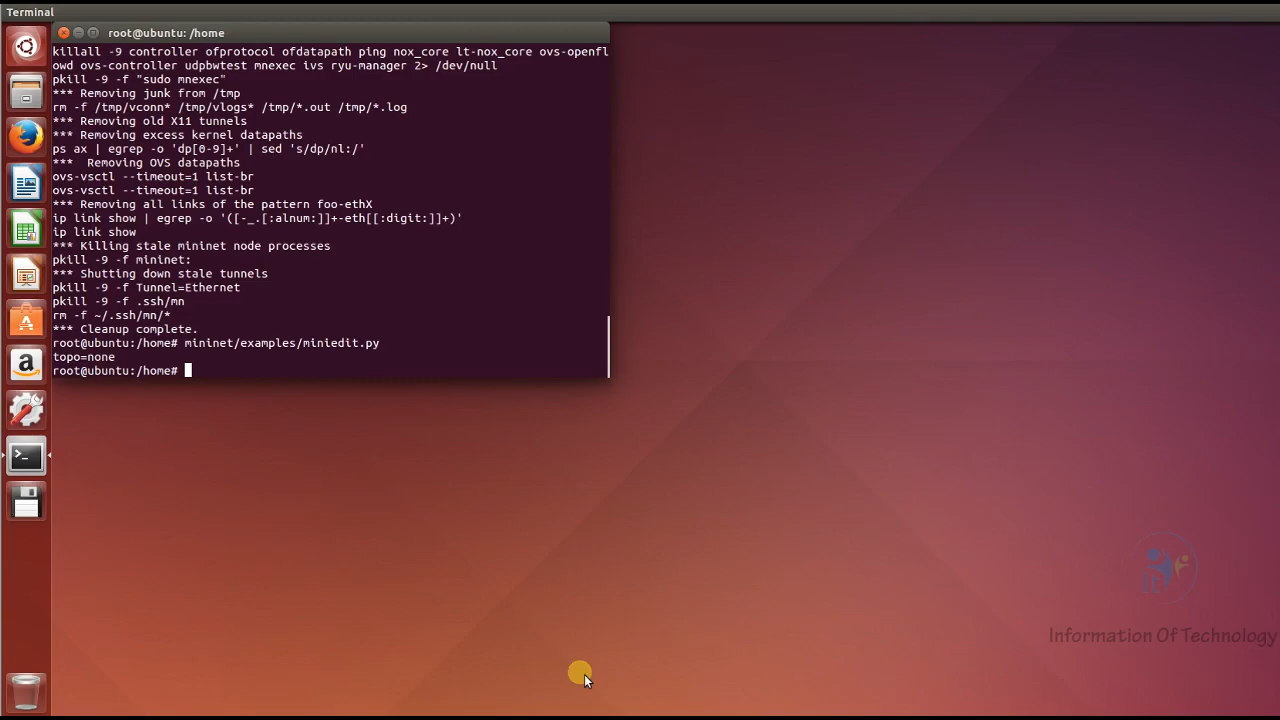 Terminal
root@ubuntu: /home
killall -9 controller ofprotocol ofdatapath ping nox_core lt-nox_core ovs-openfl
owd ovs-controller udpbwtest mnexec ivs ryu-manager 2> /dev/null
pkill -9 -f "sudo mnexec"
*** Removing junk from /tmp
rm -f /tmp/vconn* /tmp/vlogs* /tmp/*.out /tmp/*.log
*** Removing old X11 tunnels
*** Removing excess kernel datapaths
ps ax | egrep -o 'dp[0-9]+' | sed 's/dp/nl:/'
***  Removing OVS datapaths
ovs-vsctl --timeout=1 list-br
ovs-vsctl --timeout=1 list-br
*** Removing all links of the pattern foo-ethX
ip link show | egrep -o '([-_.[:alnum:]]+-eth[[:digit:]]+)'
ip link show
*** Killing stale mininet node processes
pkill -9 -f mininet:
*** Shutting down stale tunnels
pkill -9 -f Tunnel=Ethernet
pkill -9 -f .ssh/mn
rm -f ~/.ssh/mn/*
*** Cleanup complete.
root@ubuntu:/home# mininet/examples/miniedit.py
topo=none
root@ubuntu:/home#
Information Of Technology